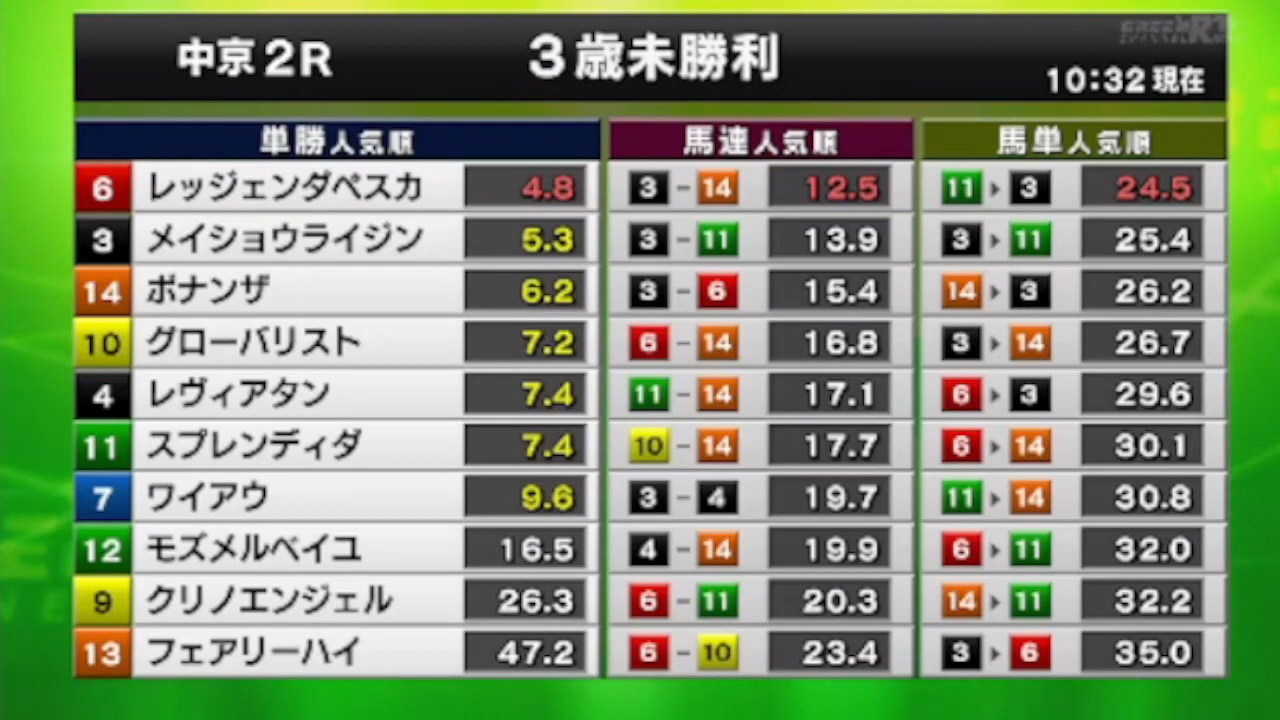 中京2R 3歳未勝利 10:32現在
単勝人気順 馬連人気順 馬単人気順
6 レッジェンダペスカ 4.8 3-14 12.5 11▸3 24.5
3 メイショウライジン 5.3 3-11 13.9 3▸11 25.4
14 ボナンザ 6.2 3-6 15.4 14▸3 26.2
10 グローバリスト 7.2 6-14 16.8 3▸14 26.7
4 レヴィアタン 7.4 11-14 17.1 6▸3 29.6
11 スプレンディダ 7.4 10-14 17.7 6▸14 30.1
7 ワイアウ 9.6 3-4 19.7 11▸14 30.8
12 モズメルベイユ 16.5 4-14 19.9 6▸11 32.0
9 クリノエンジェル 26.3 6-11 20.3 14▸11 32.2
13 フェアリーハイ 47.2 6-10 23.4 3▸6 35.0